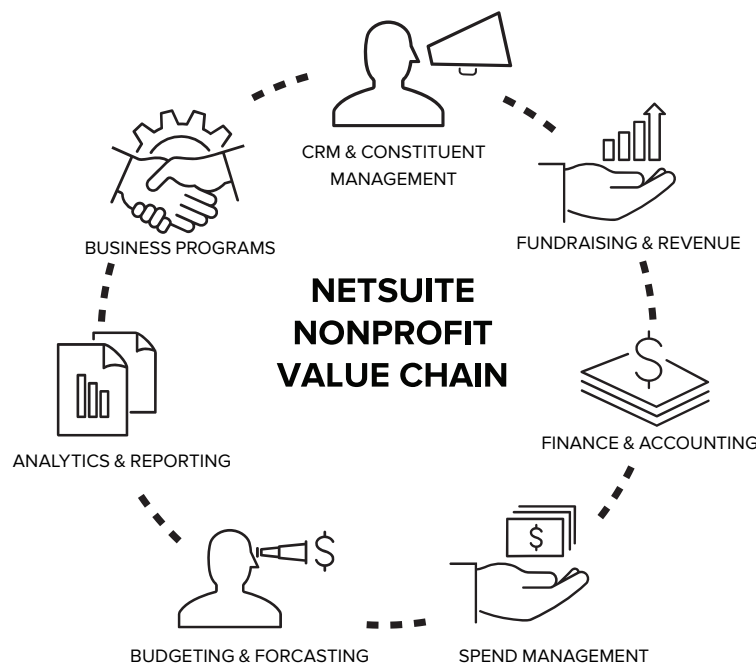 CRM & CONSTITUENT
MANAGEMENT
BUSINESS PROGRAMS
FUNDRAISING & REVENUE
NETSUITE
NONPROFIT
VALUE CHAIN
$
ANALYTICS & REPORTING
FINANCE & ACCOUNTING
$
$
BUDGETING & FORCASTING
SPEND MANAGEMENT